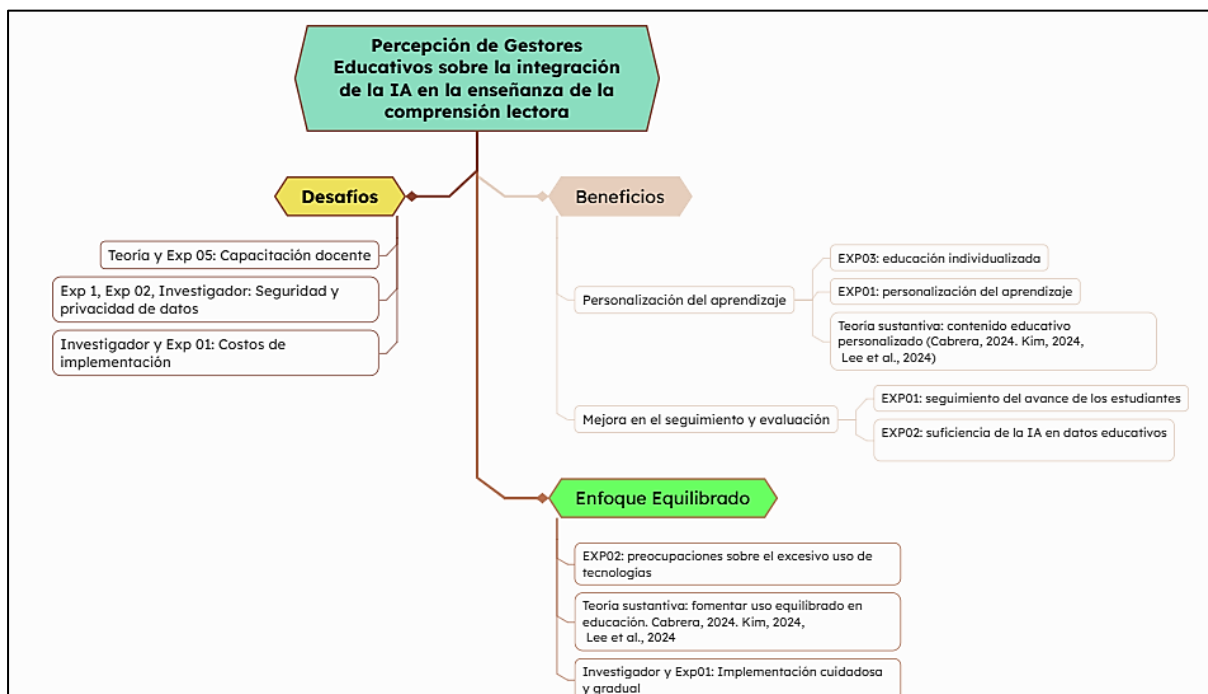 Percepción de Gestores
Educativos sobre la integración
de la IA en la enseñanza de la
comprensión lectora
Desafíos
Teoría y Exp 05: Capacitación docente
Exp 1, Exp 02, Investigador: Seguridad y
privacidad de datos
Investigador y Exp 01: Costos de
implementación
Beneficios
Personalización del aprendizaje
EXP03: educación individualizada
EXP01: personalización del aprendizaje
Teoría sustantiva: contenido educativo
personalizado (Cabrera, 2024. Kim, 2024,
Lee et al., 2024)
Mejora en el seguimiento y evaluación
EXP01: seguimiento del avance de los estudiantes
EXP02: suficiencia de la IA en datos educativos
Enfoque Equilibrado
EXP02: preocupaciones sobre el excesivo uso de
tecnologías
Teoría sustantiva: fomentar uso equilibrado en
educación. Cabrera, 2024. Kim, 2024,
Lee et al., 2024
Investigador y Exp01: Implementación cuidadosa
y gradual